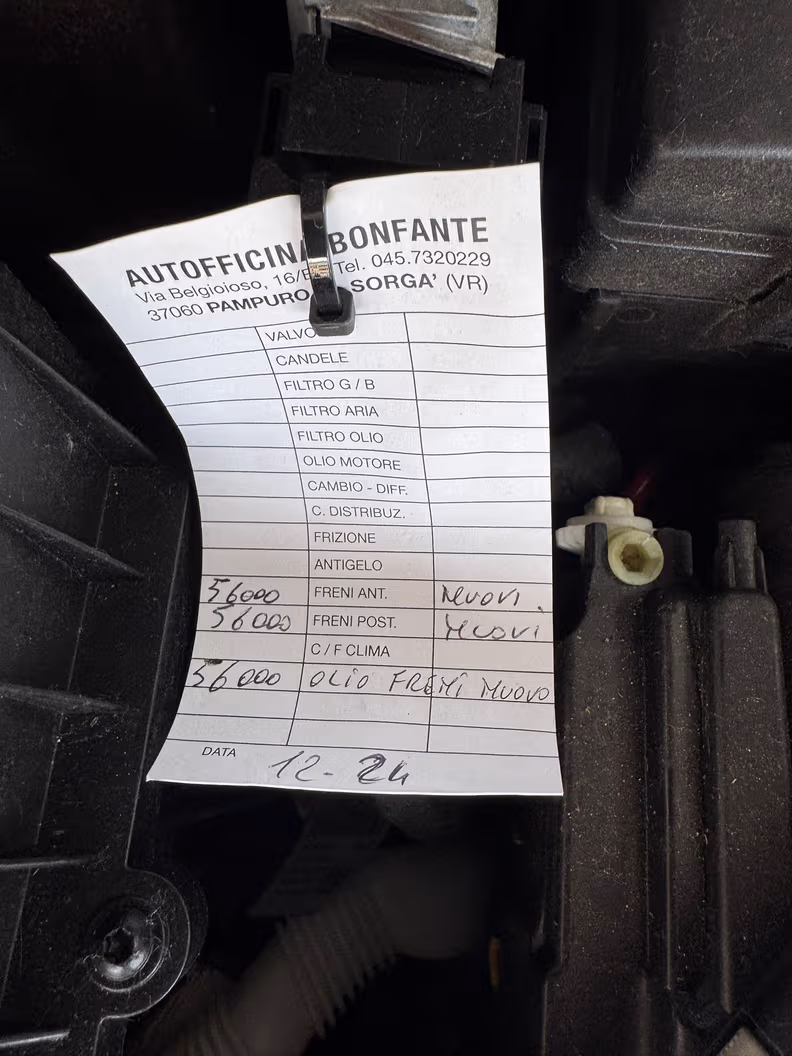 AUTOFFICINA BONFANTE
Via Belgioioso, 16/ Tel. 045.7320229
37060 PAMPURO SORGA' (VR)
VALVO
CANDELE
FILTRO G / B
FILTRO ARIA
FILTRO OLIO
OLIO MOTORE
CAMBIO - DIFF.
C. DISTRIBUZ.
FRIZIONE
ANTIGELO
56000 FRENI ANT. NUOVI
56000 FRENI POST. NUOVI
C / F CLIMA
56000 OLIO FRENI NUOVO
DATA 12-24